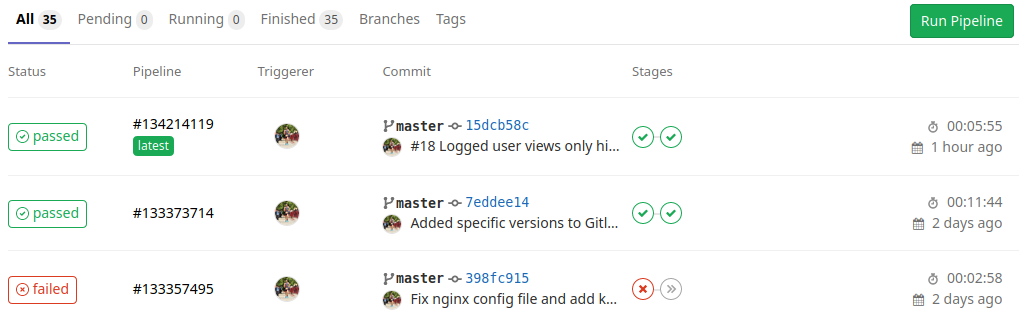 All 35 Pending 0 Running 0 Finished 35 Branches Tags Run Pipeline
Status Pipeline Triggerer Commit Stages
passed #134214119 latest master 15dcb58c 00:05:55
#18 Logged user views only hi... 1 hour ago
passed #133373714 master 7eddee14 00:11:44
Added specific versions to Gitl... 2 days ago
failed #133357495 master 398fc915 00:02:58
Fix nginx config file and add k... 2 days ago